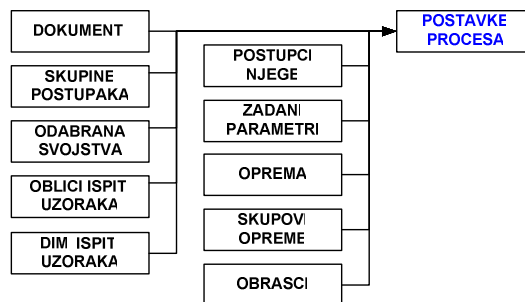 DOKUMENT
SKUPINE
POSTUPAKA
ODABRANA
SVOJSTVA
OBLICI ISPIT
UZORAKA
DIM ISPIT
UZORAKA
POSTUPCI
NJEGE
ZADANI
PARAMETRI
OPREMA
SKUPOVI
OPREME
OBRASCI
POSTAVKE
PROCESA